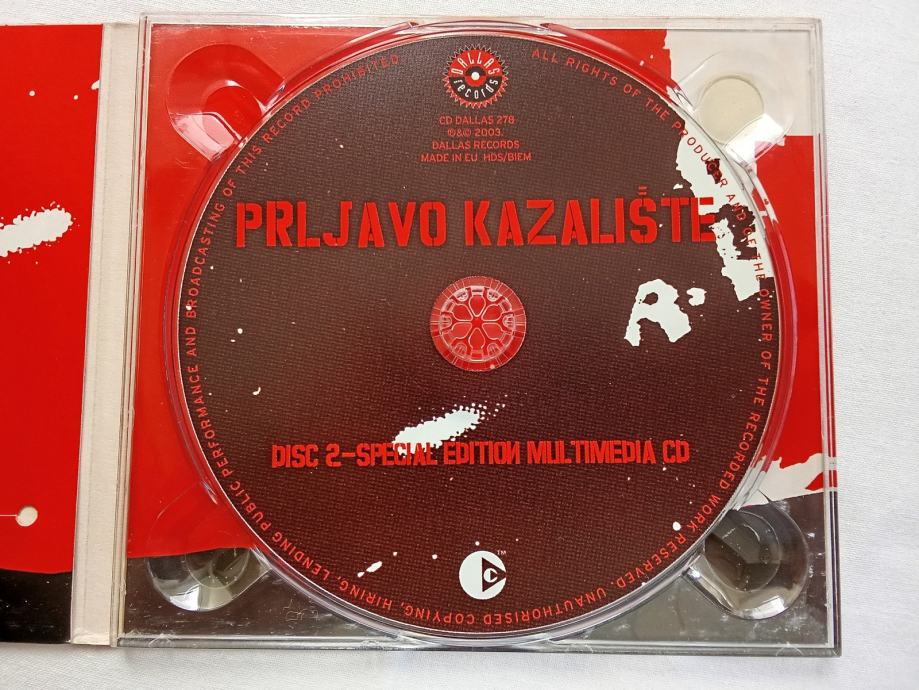 DALLAS
records
CD DALLAS 278
℗&© 2003.
DALLAS RECORDS
MADE IN EU HDS/BIEM
PRLJAVO KAZALIŠTE
DISC 2-SPECIAL EDITION MULTIMEDIA CD
C
™
ALL RIGHTS OF THE PRODUCER AND OF THE OWNER OF THE RECORDED WORK RESERVED. UNAUTHORISED COPYING, HIRING, LENDING PUBLIC PERFORMANCE AND BROADCASTING OF THIS RECORD PROHIBITED